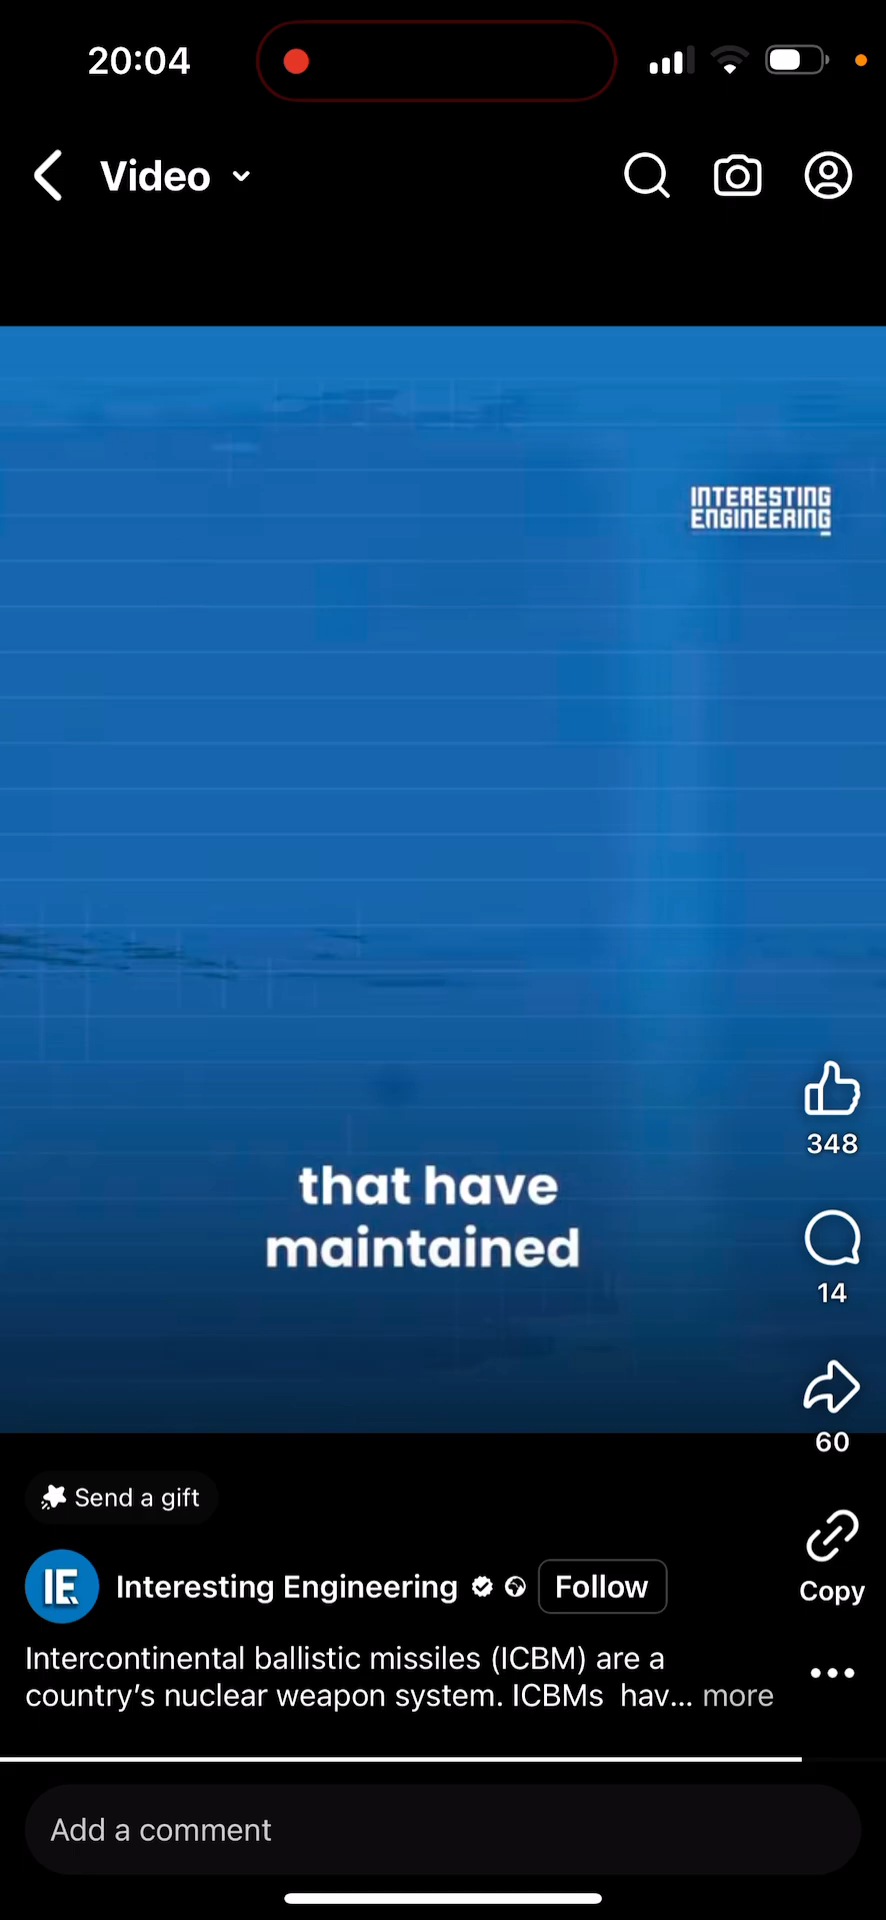 20:04
Video
INTERESTING
ENGINEERING
that have
maintained
348
14
60
Send a gift
Copy
IE
Interesting Engineering
Follow
Intercontinental ballistic missiles (ICBM) are a
country’s nuclear weapon system. ICBMs hav... more
Add a comment